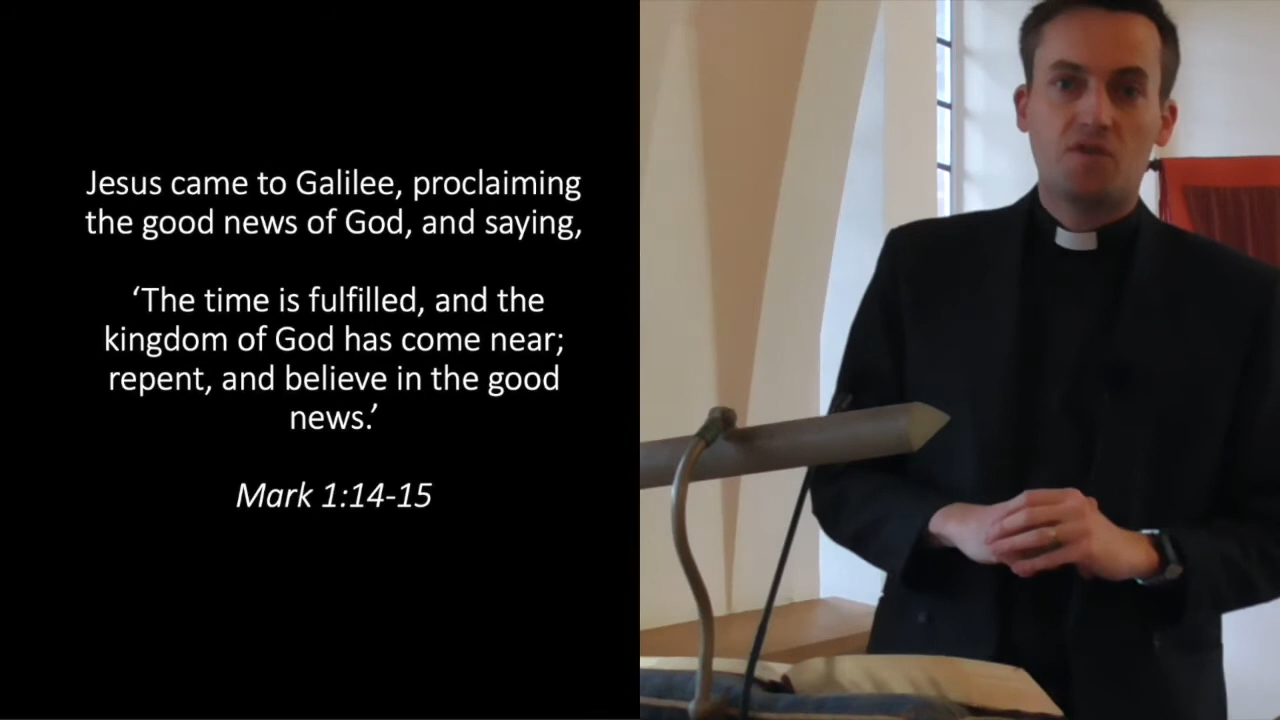 Jesus came to Galilee, proclaiming
the good news of God, and saying,
‘The time is fulfilled, and the
kingdom of God has come near;
repent, and believe in the good
news.’
Mark 1:14-15